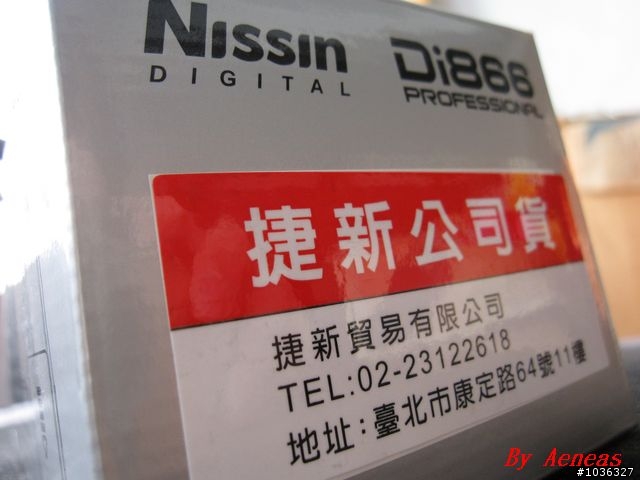 Nissin
DIGITAL
Di866
PROFESSIONAL
捷新公司貨
捷新貿易有限公司
TEL:02-23122618
地址:臺北市康定路64號11樓
By Aeneas
#1036327